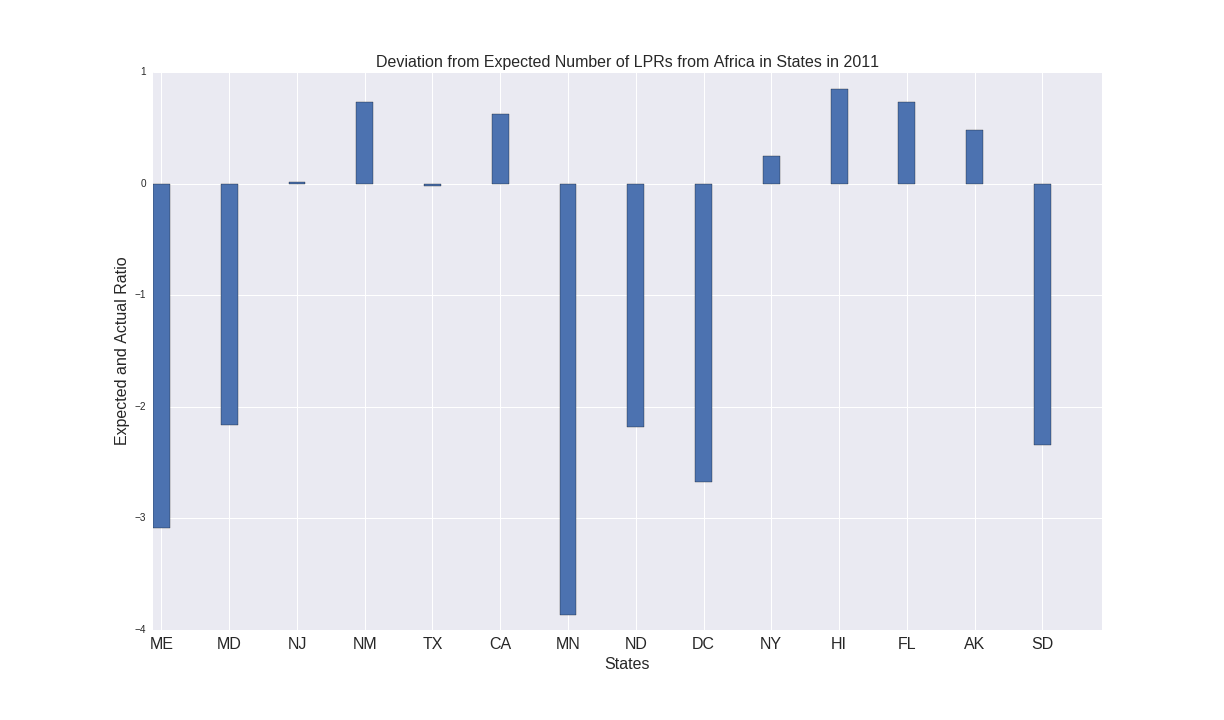 Deviation from Expected Number of LPRs from Africa in States in 2011
Expected and Actual Ratio
1
0
−1
−2
−3
−4
ME MD NJ NM TX CA MN ND DC NY HI FL AK SD
States